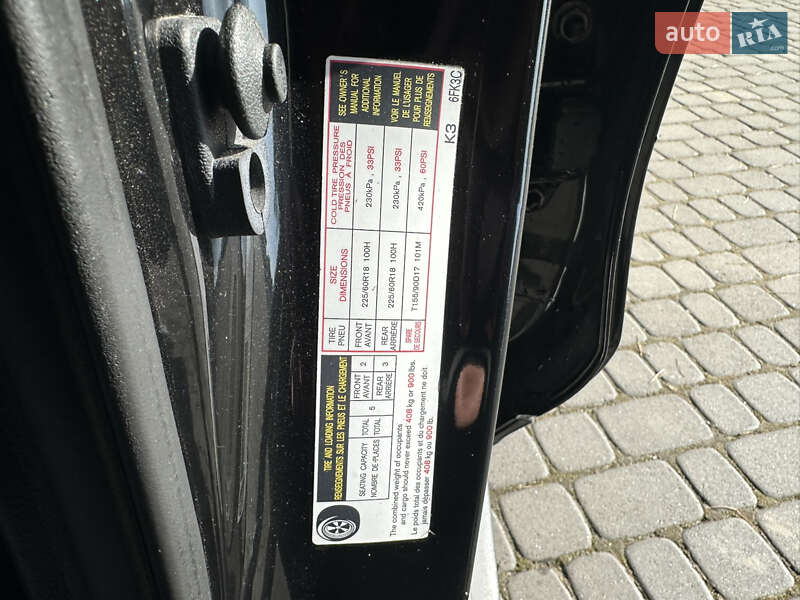 auto RIA
TIRE AND LOADING INFORMATION
RENSEIGNEMENTS SUR LES PNEUS ET LE CHARGEMENT
SEATING CAPACITY TOTAL 5 FRONT 2 REAR 3
NOMBRE DE PLACES TOTAL AVANT ARRIÈRE
The combined weight of occupants
and cargo should never exceed 408 kg or 900 lbs.
Le poids total des occupants et du chargement ne doit
jamais dépasser 408 kg ou 900 lb.
TIRE SIZE COLD TIRE PRESSURE
PNEU DIMENSIONS PRESSION DES
PNEUS À FROID
FRONT 225/60R18 100H 230kPa , 33PSI
AVANT
REAR 225/60R18 100H 230kPa , 33PSI
ARRIÈRE
SPARE T155/90D17 101M 420kPa , 60PSI
DE SECOURS
SEE OWNER'S
MANUAL FOR
ADDITIONAL
INFORMATION
VOIR LE MANUEL
DE L'USAGER
POUR PLUS DE
RENSEIGNEMENTS
K3 6FK3C